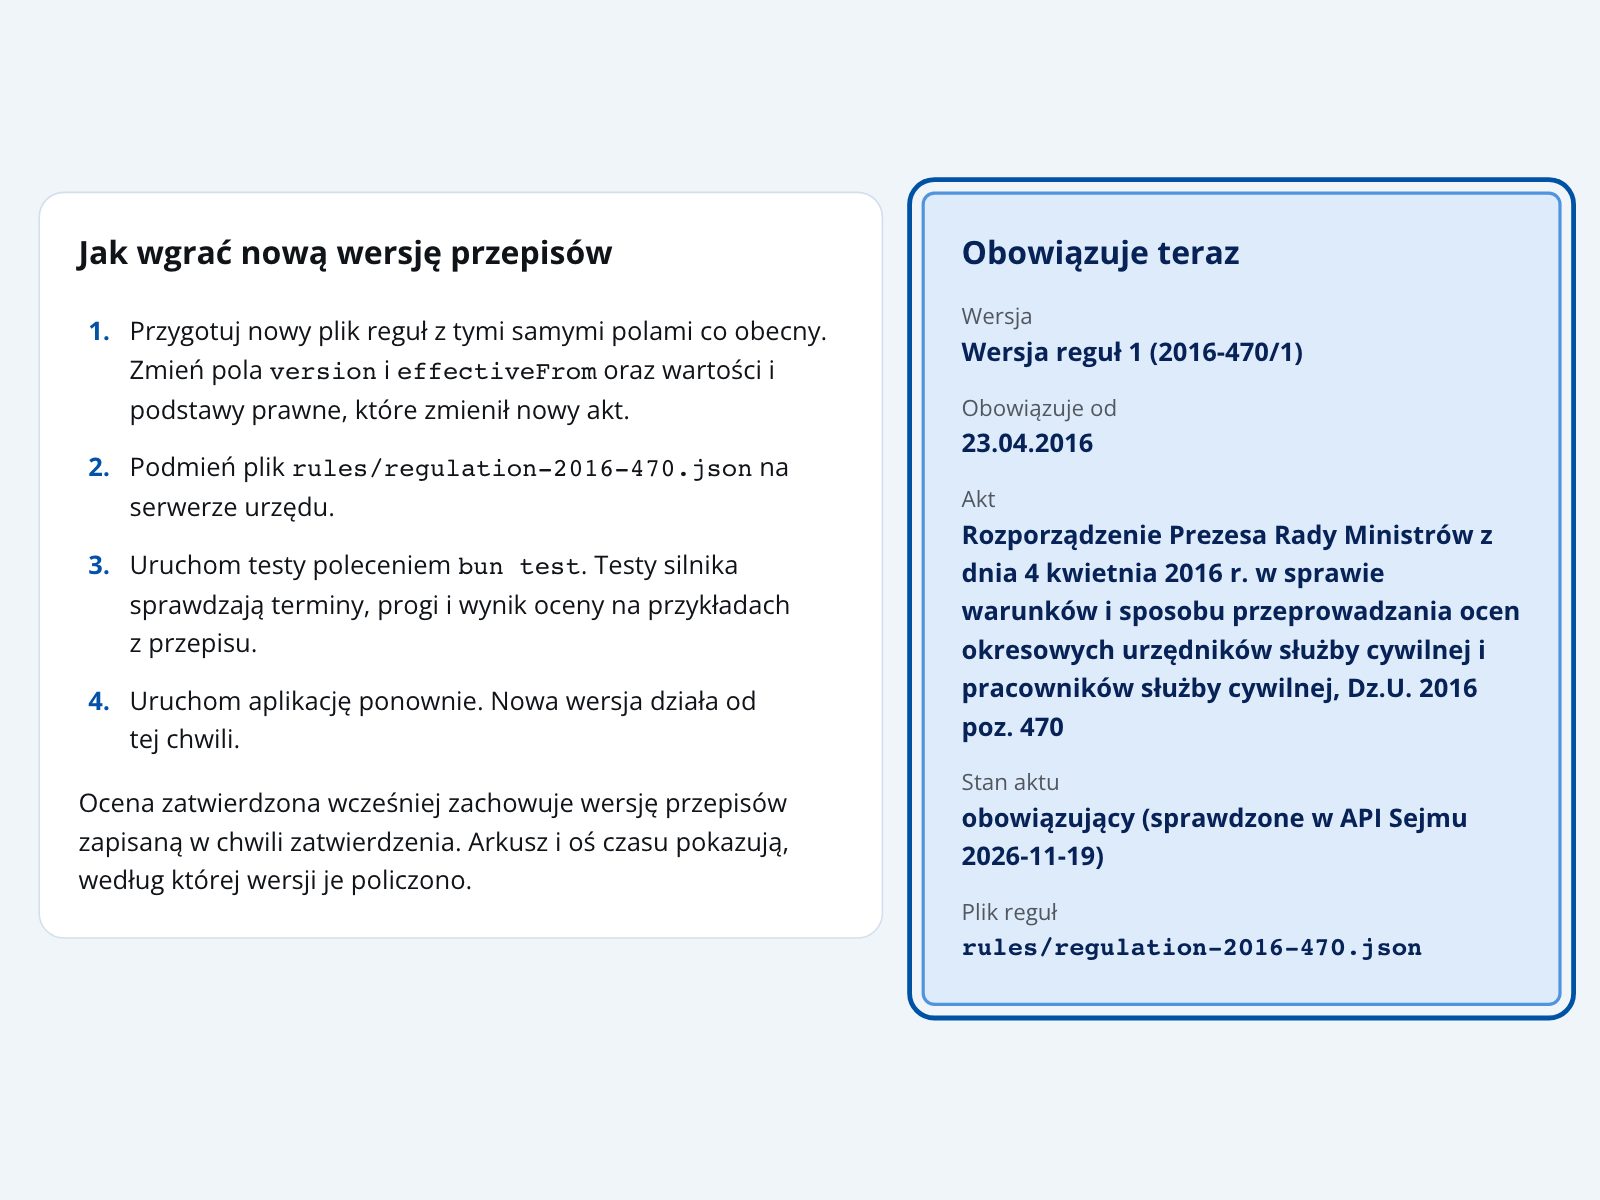 Jak wgrać nową wersję przepisów
1. Przygotuj nowy plik reguł z tymi samymi polami co obecny.
Zmień pola version i effectiveFrom oraz wartości i
podstawy prawne, które zmienił nowy akt.
2. Podmień plik rules/regulation-2016-470.json na
serwerze urzędu.
3. Uruchom testy poleceniem bun test. Testy silnika
sprawdzają terminy, progi i wynik oceny na przykładach
z przepisu.
4. Uruchom aplikację ponownie. Nowa wersja działa od
tej chwili.
Ocena zatwierdzona wcześniej zachowuje wersję przepisów
zapisaną w chwili zatwierdzenia. Arkusz i oś czasu pokazują,
według której wersji je policzono.
Obowiązuje teraz
Wersja
Wersja reguł 1 (2016-470/1)
Obowiązuje od
23.04.2016
Akt
Rozporządzenie Prezesa Rady Ministrów z
dnia 4 kwietnia 2016 r. w sprawie
warunków i sposobu przeprowadzania ocen
okresowych urzędników służby cywilnej i
pracowników służby cywilnej, Dz.U. 2016
poz. 470
Stan aktu
obowiązujący (sprawdzone w API Sejmu
2026-11-19)
Plik reguł
rules/regulation-2016-470.json